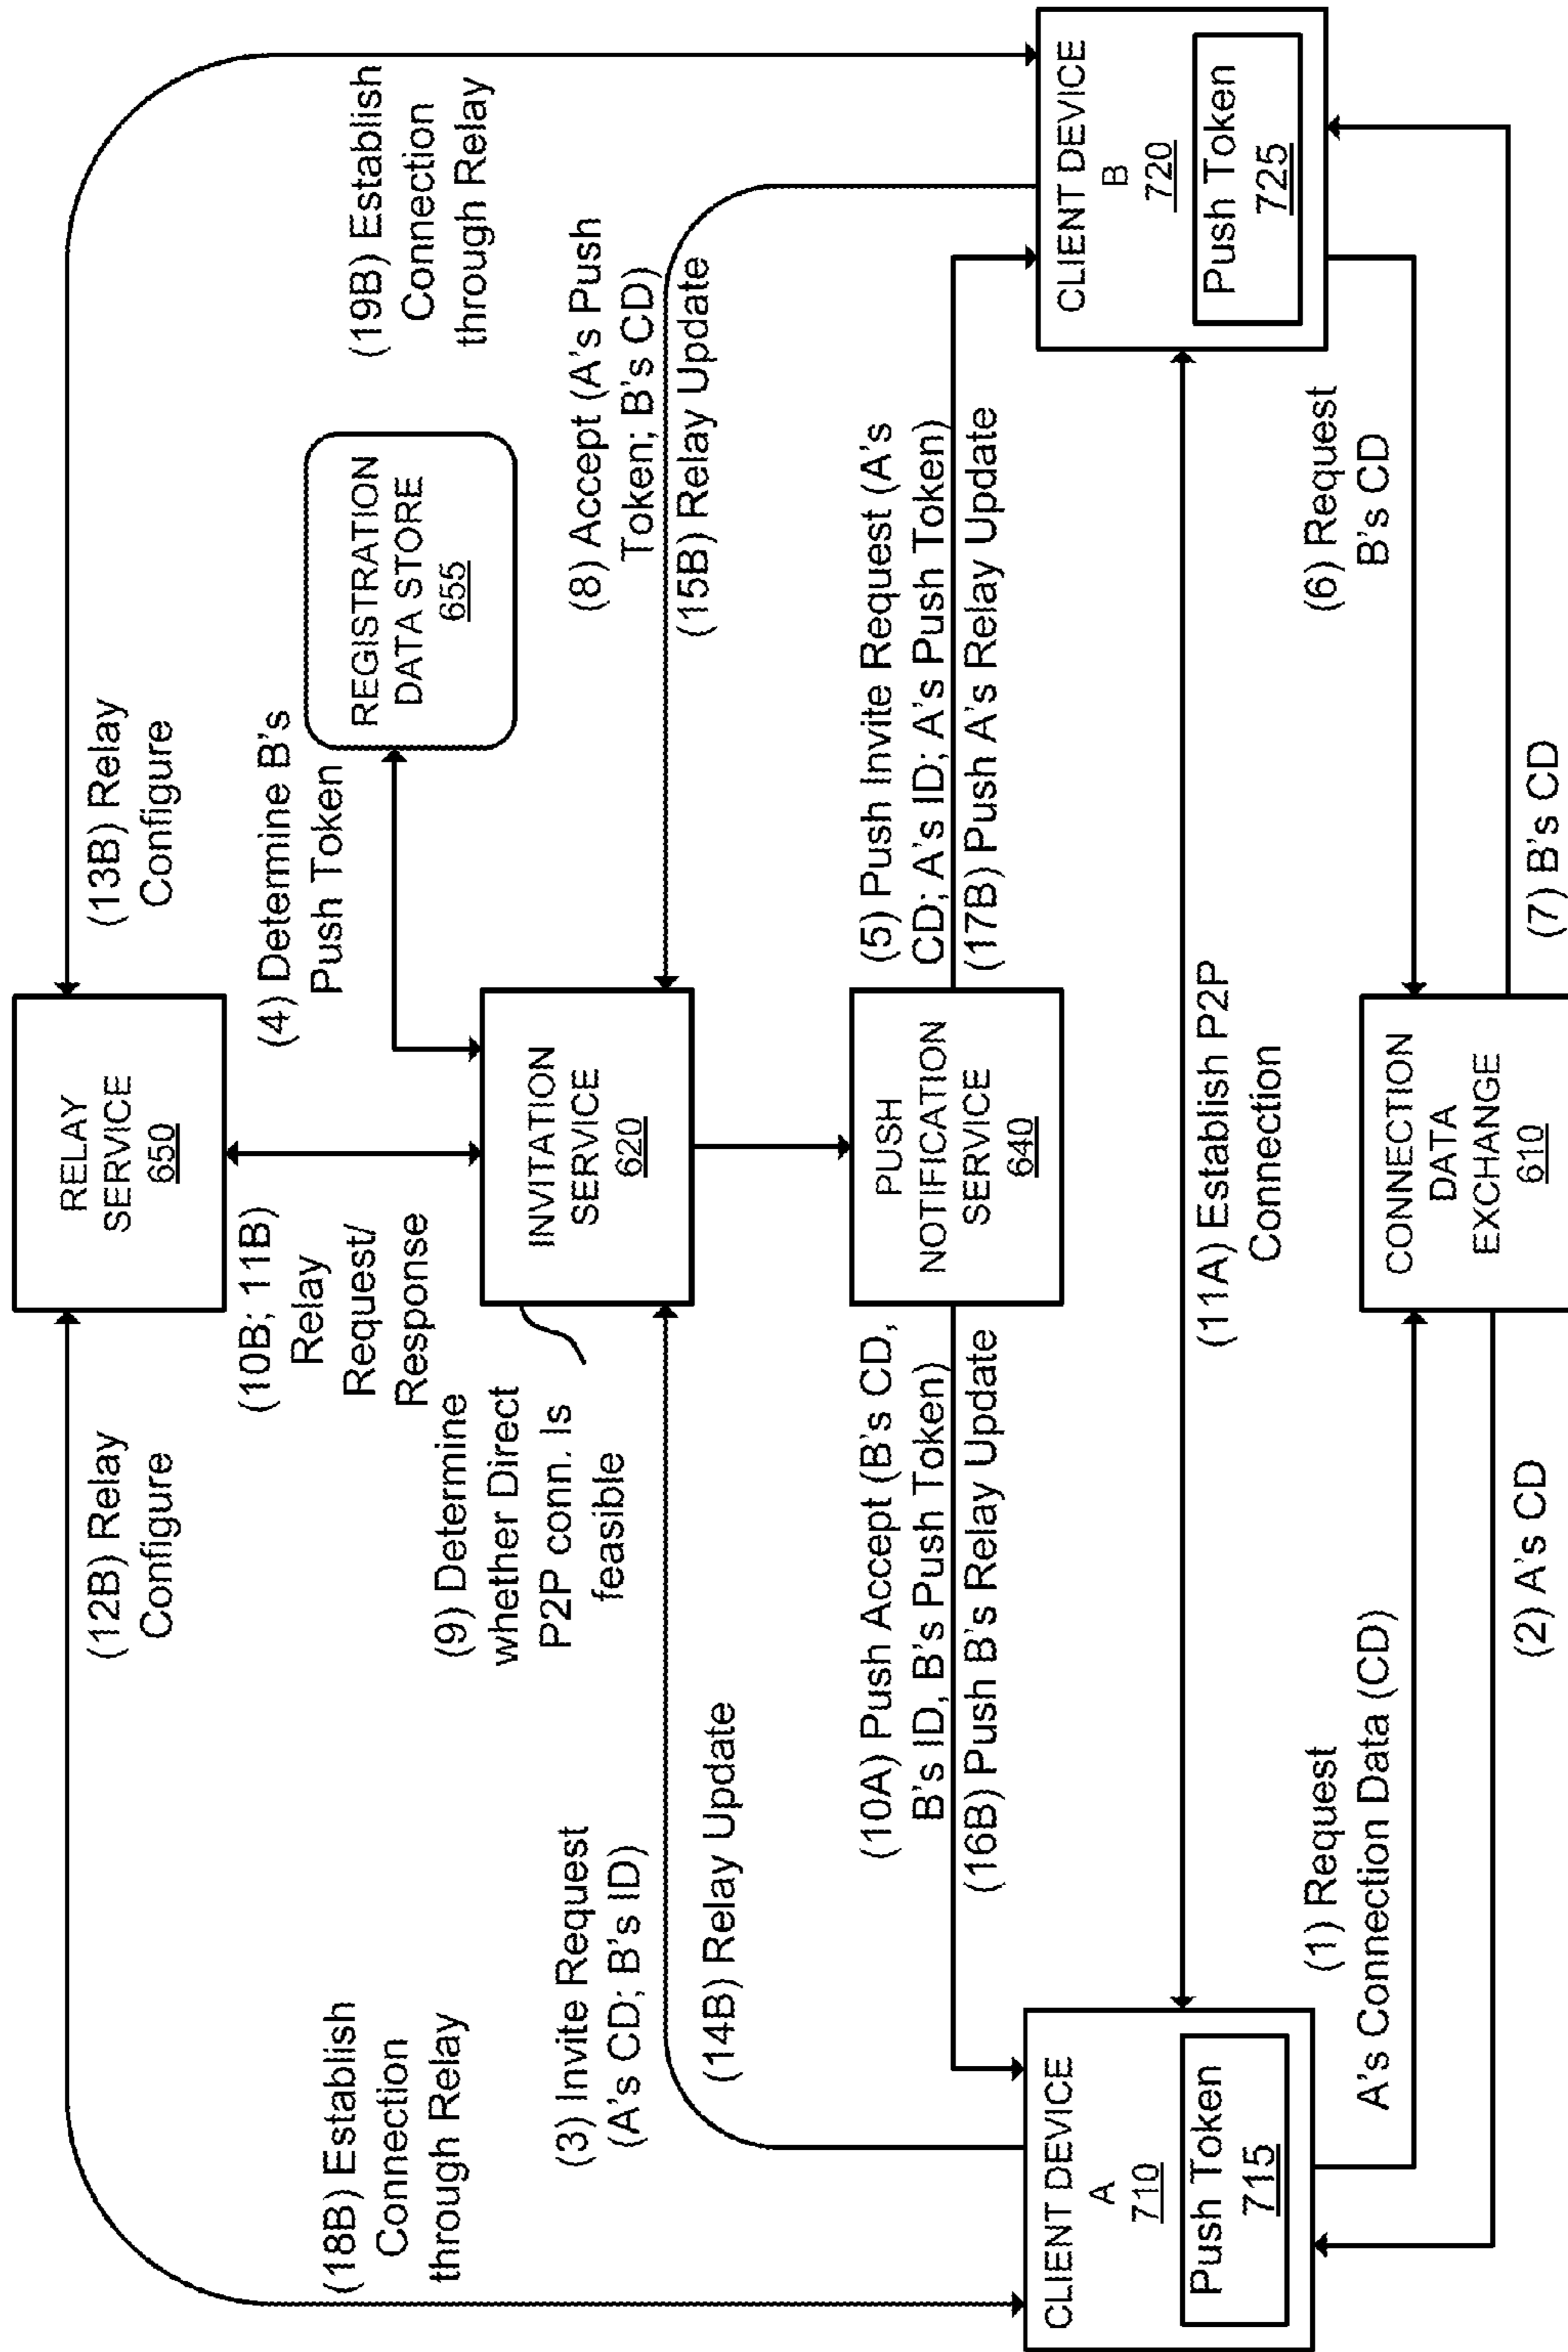 (18B) Establish
Connection
through Relay
(12B) Relay
Configure
RELAY
SERVICE
650
(13B) Relay
Configure
(19B) Establish
Connection
through Relay
(10B; 11B)
Relay
Request/
Response
(4) Determine B's
Push Token
REGISTRATION
DATA STORE
655
(3) Invite Request
(A's CD; B's ID)
(14B) Relay Update
(9) Determine
whether Direct
P2P conn. Is
feasible
INVITATION
SERVICE
620
(8) Accept (A's Push
Token; B's CD)
(15B) Relay Update
(10A) Push Accept (B's CD,
B's ID, B's Push Token)
(16B) Push B's Relay Update
PUSH
NOTIFICATION
SERVICE
640
(5) Push Invite Request (A's
CD; A's ID; A's Push Token)
(17B) Push A's Relay Update
CLIENT DEVICE
A
710
Push Token
715
(11A) Establish P2P
Connection
CLIENT DEVICE
B
720
Push Token
725
(1) Request
A's Connection Data (CD)
(2) A's CD
CONNECTION
DATA
EXCHANGE
610
(6) Request
B's CD
(7) B's CD